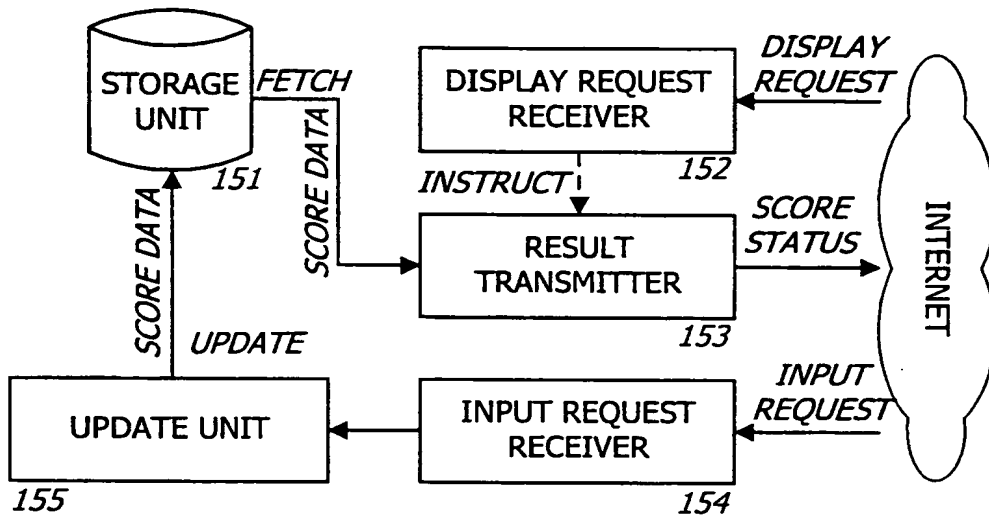 STORAGE
UNIT
151
FETCH
SCORE DATA
DISPLAY REQUEST
RECEIVER
152
DISPLAY
REQUEST
INSTRUCT
RESULT
TRANSMITTER
153
SCORE
STATUS
INTERNET
SCORE DATA
UPDATE
UPDATE UNIT
155
INPUT REQUEST
RECEIVER
154
INPUT
REQUEST